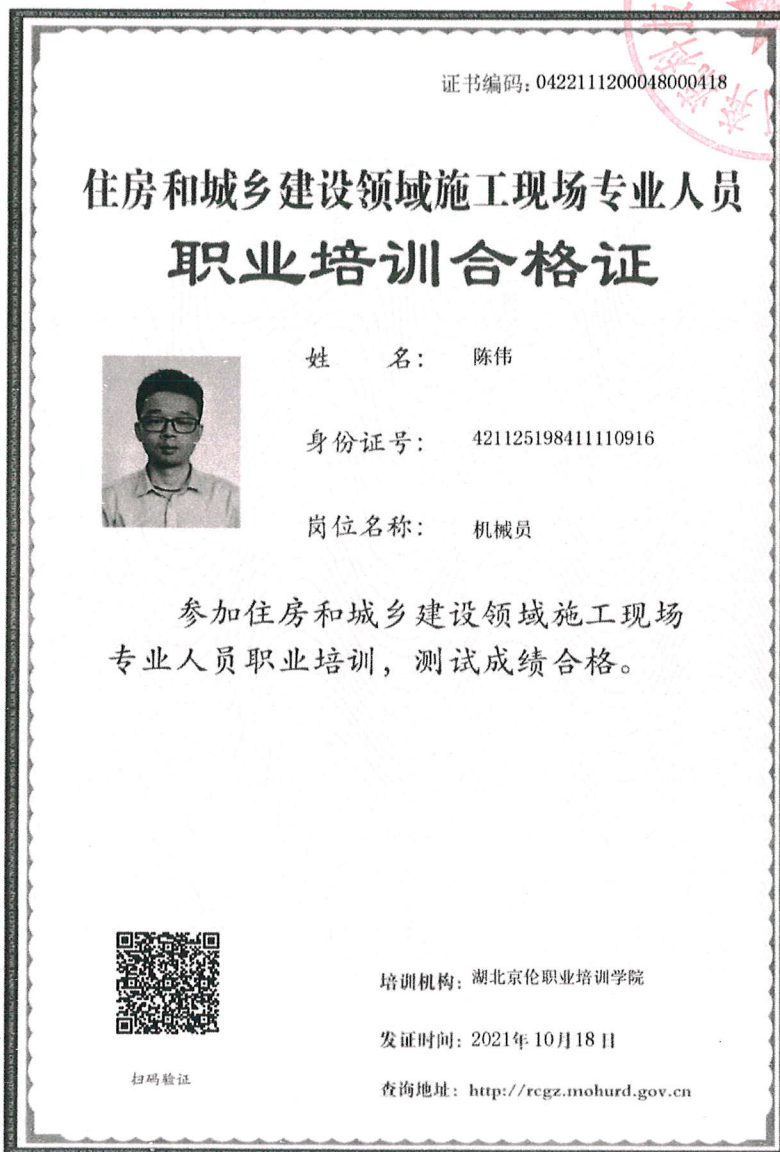 证书编码：0422111200048000418
住房和城乡建设领域施工现场专业人员
职业培训合格证
姓 名： 陈伟
身份证号： 421125198411110916
岗位名称： 机械员
参加住房和城乡建设领域施工现场
专业人员职业培训，测试成绩合格。
扫码验证
培训机构：湖北京伦职业培训学院
发证时间：2021年10月18日
查询地址：http://rcgz.mohurd.gov.cn